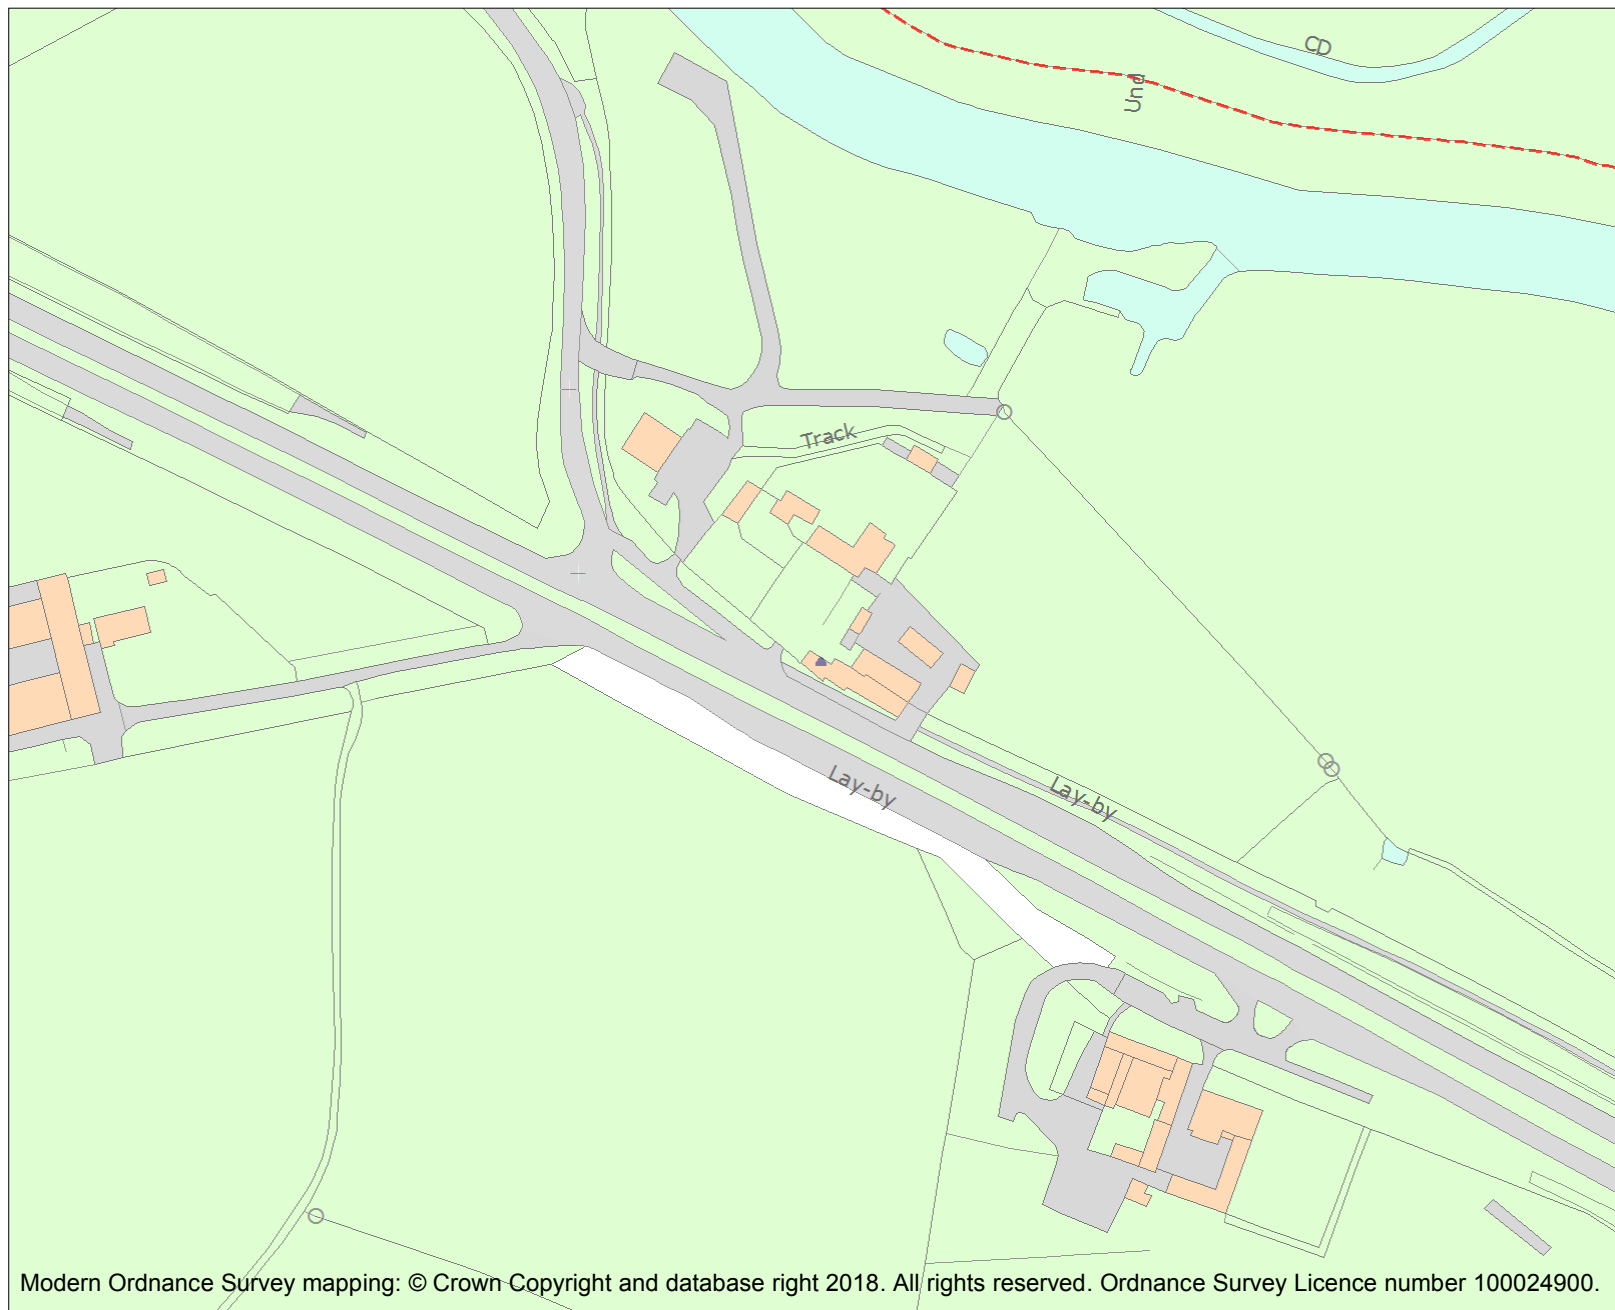 CD
Und
Track
Lay-by
Lay-by
Modern Ordnance Survey mapping: © Crown Copyright and database right 2018. All rights reserved. Ordnance Survey Licence number 100024900.